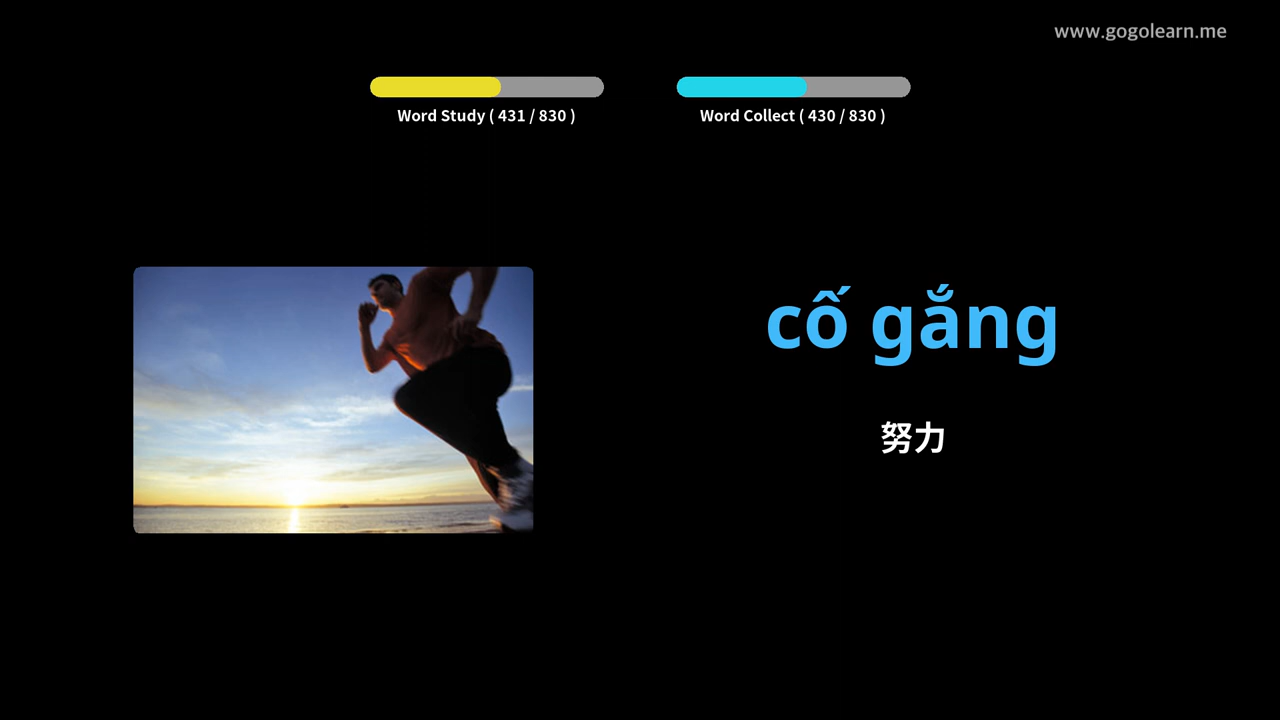 www.gogolearn.me
Word Study ( 431 / 830 )
Word Collect ( 430 / 830 )
cố gắng
努力